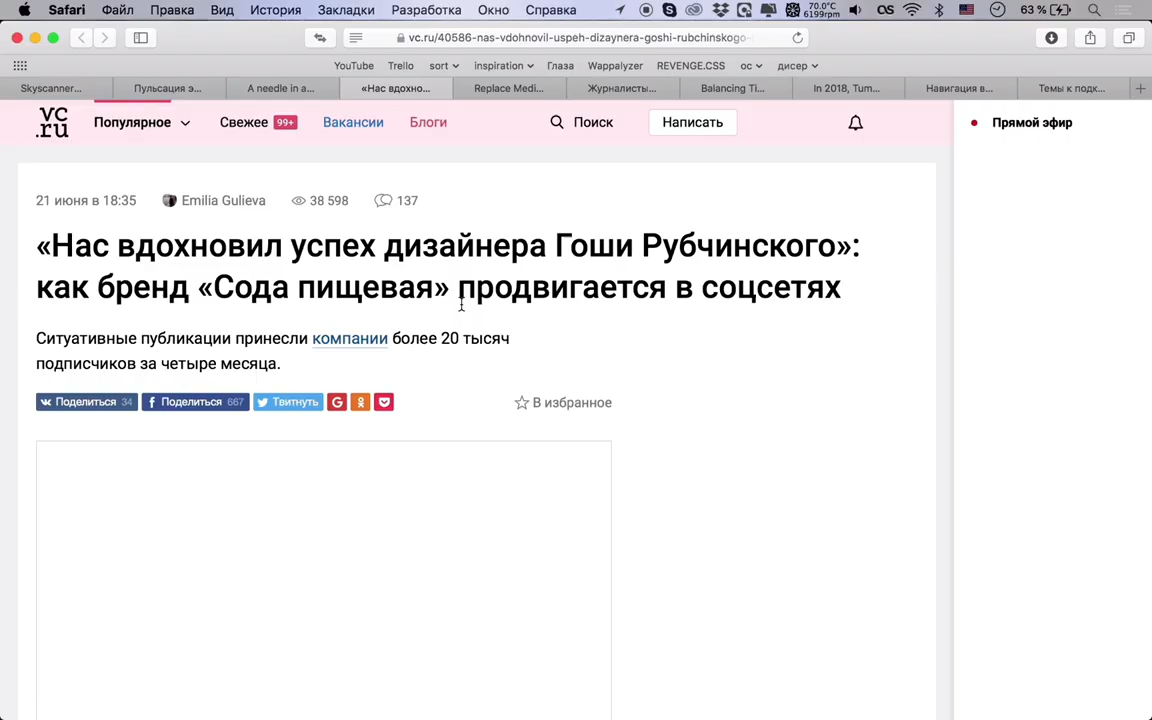 Safari Файл Правка Вид История Закладки Разработка Окно Справка 70.0°C 6199rpm 63 %
vc.ru/40586-nas-vdohnovil-uspeh-dizaynera-goshi-rubchinskogo-
YouTube Trello sort inspiration Глаза Wappalyzer REVENGE.CSS ос дисер
Skyscanner... Пульсация э... A needle in a... «Нас вдохно... Replace Medi... Журналисты... Balancing Ti... In 2018, Tum... Навигация в... Темы к подк...
vc.ru Популярное Свежее 99+ Вакансии Блоги Поиск Написать Прямой эфир
21 июня в 18:35 Emilia Gulieva 38 598 137
«Нас вдохновил успех дизайнера Гоши Рубчинского»:
как бренд «Сода пищевая» продвигается в соцсетях
Ситуативные публикации принесли компании более 20 тысяч
подписчиков за четыре месяца.
Поделиться 34 Поделиться 667 Твитнуть В избранное